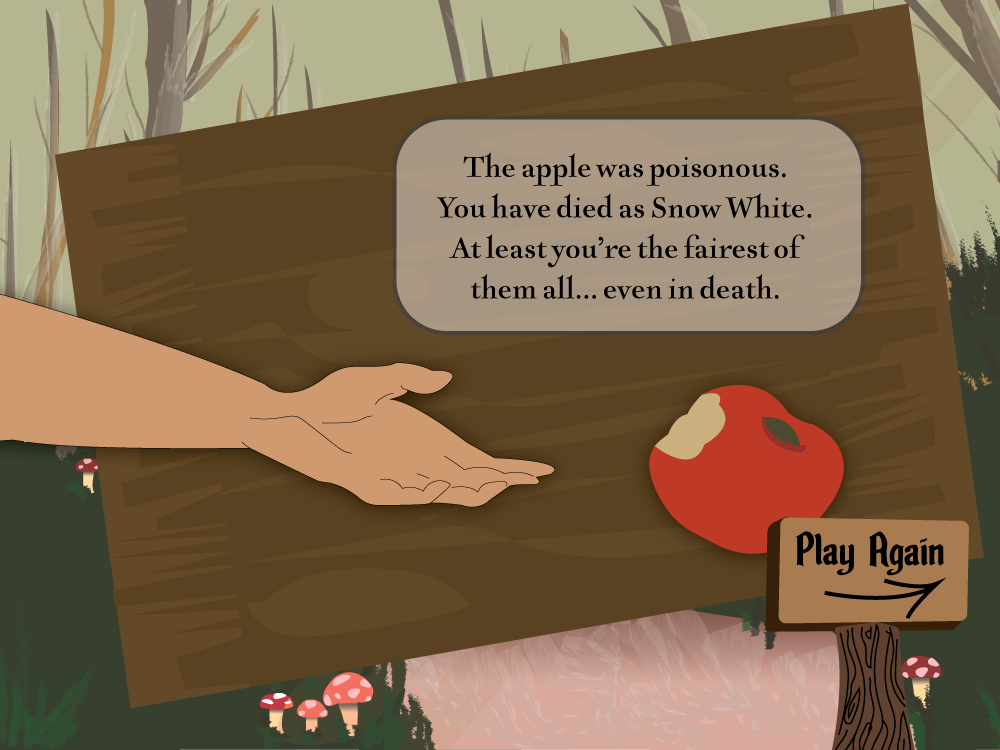 The apple was poisonous.
You have died as Snow White.
At least you’re the fairest of
them all... even in death.
Play Again